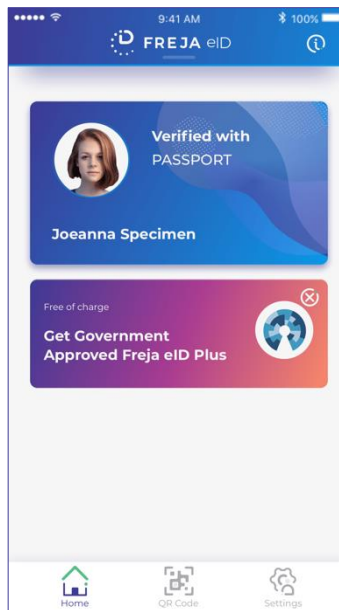 9:41 AM
100%
FREJA eID
Verified with
PASSPORT
Joeanna Specimen
Free of charge
Get Government
Approved Freja eID Plus
Home
QR Code
Settings